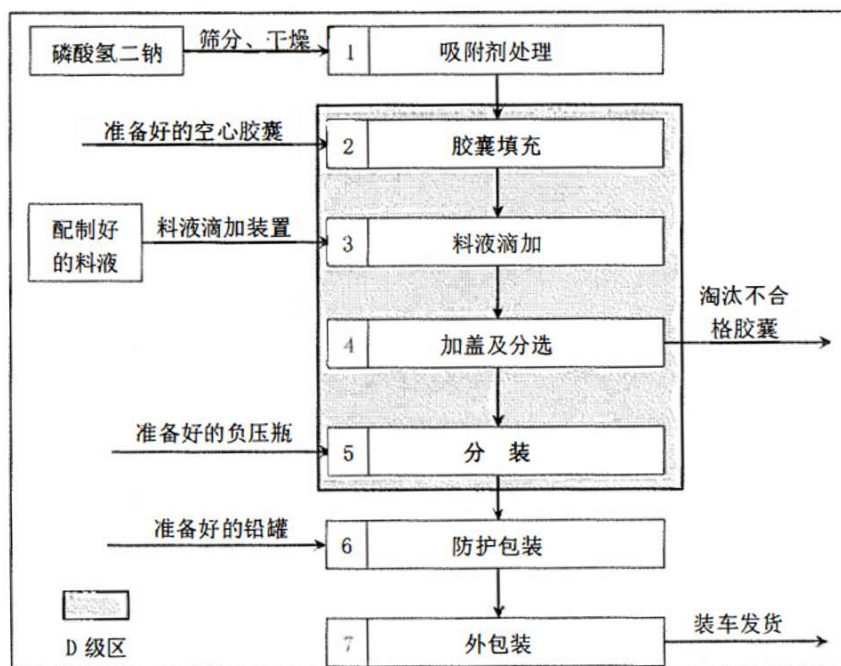 磷酸氢二钠
筛分、干燥
1 吸附剂处理
准备好的空心胶囊
2 胶囊填充
配制好
的料液
料液滴加装置
3 料液滴加
4 加盖及分选
淘汰不合
格胶囊
准备好的负压瓶
5 分 装
准备好的铅罐
6 防护包装
7 外包装
装车发货
D 级区